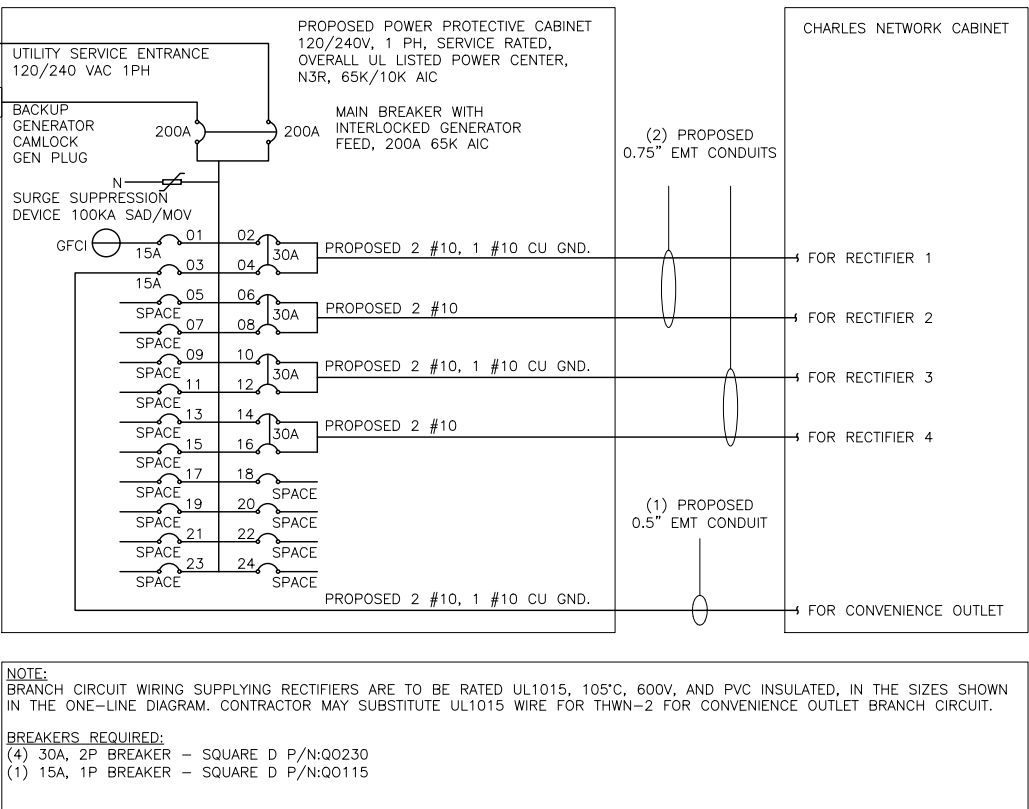 PROPOSED POWER PROTECTIVE CABINET
120/240V, 1 PH, SERVICE RATED,
OVERALL UL LISTED POWER CENTER,
N3R, 65K/10K AIC
CHARLES NETWORK CABINET
UTILITY SERVICE ENTRANCE
120/240 VAC 1PH
BACKUP
GENERATOR
CAMLOCK
GEN PLUG
200A
200A
MAIN BREAKER WITH
INTERLOCKED GENERATOR
FEED, 200A 65K AIC
(2) PROPOSED
0.75” EMT CONDUITS
N
SURGE SUPPRESSION
DEVICE 100KA SAD/MOV
GFCI
15A
01
02
30A
PROPOSED 2 #10, 1 #10 CU GND.
FOR RECTIFIER 1
15A
03
04
SPACE
05
06
30A
PROPOSED 2 #10
FOR RECTIFIER 2
SPACE
07
08
SPACE
09
10
30A
PROPOSED 2 #10, 1 #10 CU GND.
FOR RECTIFIER 3
SPACE
11
12
SPACE
13
14
30A
PROPOSED 2 #10
FOR RECTIFIER 4
SPACE
15
16
SPACE
17
18
SPACE
SPACE
19
20
SPACE
SPACE
21
22
SPACE
SPACE
23
24
SPACE
(1) PROPOSED
0.5” EMT CONDUIT
PROPOSED 2 #10, 1 #10 CU GND.
FOR CONVENIENCE OUTLET
NOTE:
BRANCH CIRCUIT WIRING SUPPLYING RECTIFIERS ARE TO BE RATED UL1015, 105°C, 600V, AND PVC INSULATED, IN THE SIZES SHOWN
IN THE ONE–LINE DIAGRAM. CONTRACTOR MAY SUBSTITUTE UL1015 WIRE FOR THWN–2 FOR CONVENIENCE OUTLET BRANCH CIRCUIT.
BREAKERS REQUIRED:
(4) 30A, 2P BREAKER – SQUARE D P/N:QO230
(1) 15A, 1P BREAKER – SQUARE D P/N:QO115